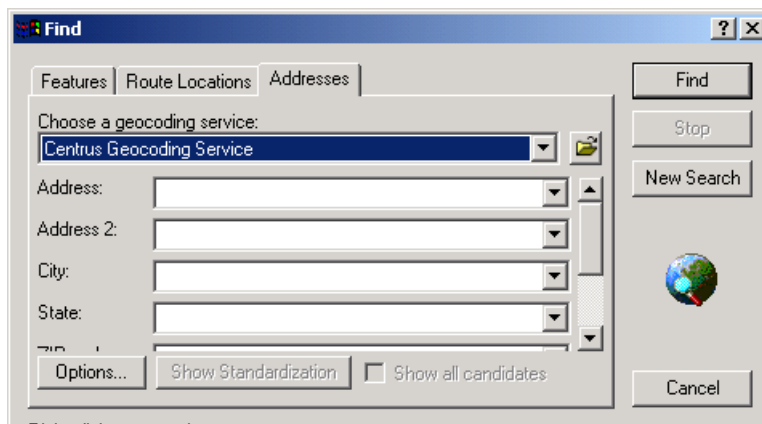 Find
Features
Route Locations
Addresses
Find
Choose a geocoding service:
Stop
Centrus Geocoding Service
New Search
Address:
Address 2:
City:
State:
Options...
Show Standardization
Show all candidates
Cancel